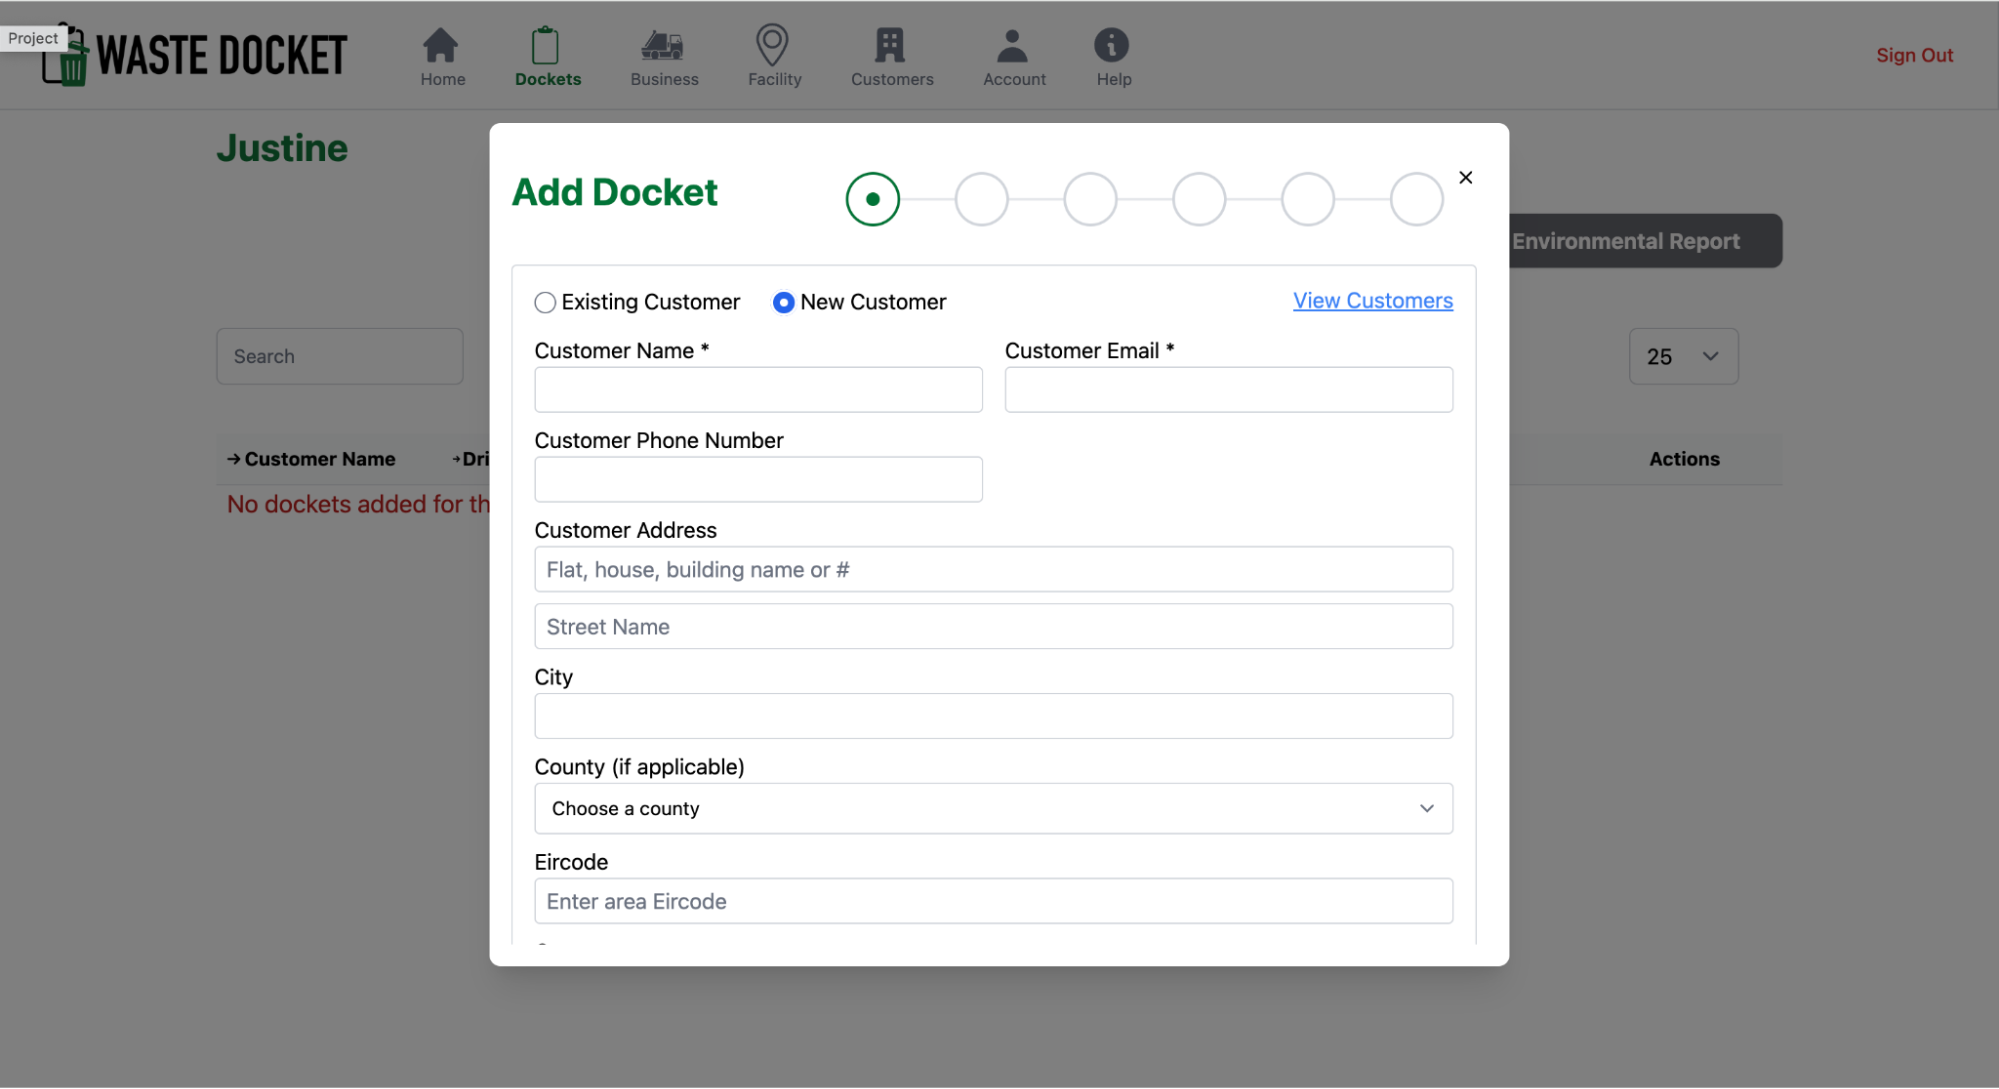 Project
WASTE DOCKET
Home
Dockets
Business
Facility
Customers
Account
Help
Sign Out
Justine
Add Docket
Environmental Report
Existing Customer
New Customer
View Customers
Customer Name *
Customer Email *
Search
25
Customer Phone Number
→ Customer Name
→ Dri
Actions
No dockets added for th
Customer Address
Flat, house, building name or #
Street Name
City
County (if applicable)
Choose a county
Eircode
Enter area Eircode